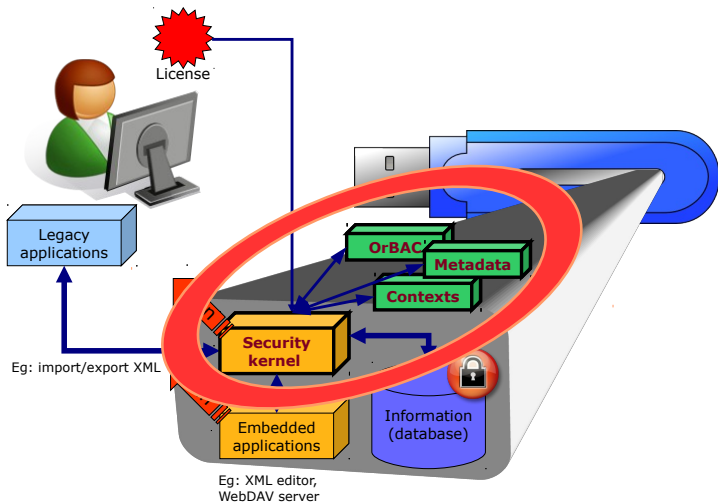 License
Legacy
applications
OrBAC
Metadata
Contexts
Security
kernel
Eg: import/export XML
Information
(database)
Embedded
applications
Eg: XML editor,
WebDAV server